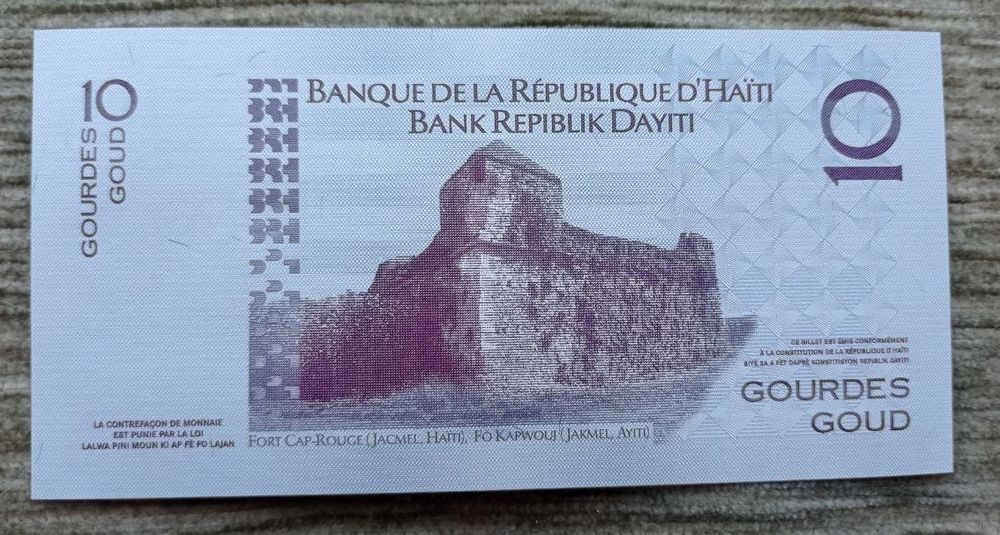 10
GOURDES
GOUD
BANQUE DE LA RÉPUBLIQUE D'HAÏTI
BANK REPIBLIK DAYITI
10
CE BILLET EST ÉMIS CONFORMÉMENT
À LA CONSTITUTION DE LA RÉPUBLIQUE D'HAÏTI
BIYÈ SA A FÈT DAPRÈ KONSTITISYON REPIBLIK DAYITI
GOURDES
GOUD
LA CONTREFAÇON DE MONNAIE
EST PUNIE PAR LA LOI
LALWA PINI MOUN KI AP FÈ FO LAJAN
FORT CAP-ROUGE (JACMEL, HAÏTI), FÒ KAPWOUJ (JAKMEL, AYITI)